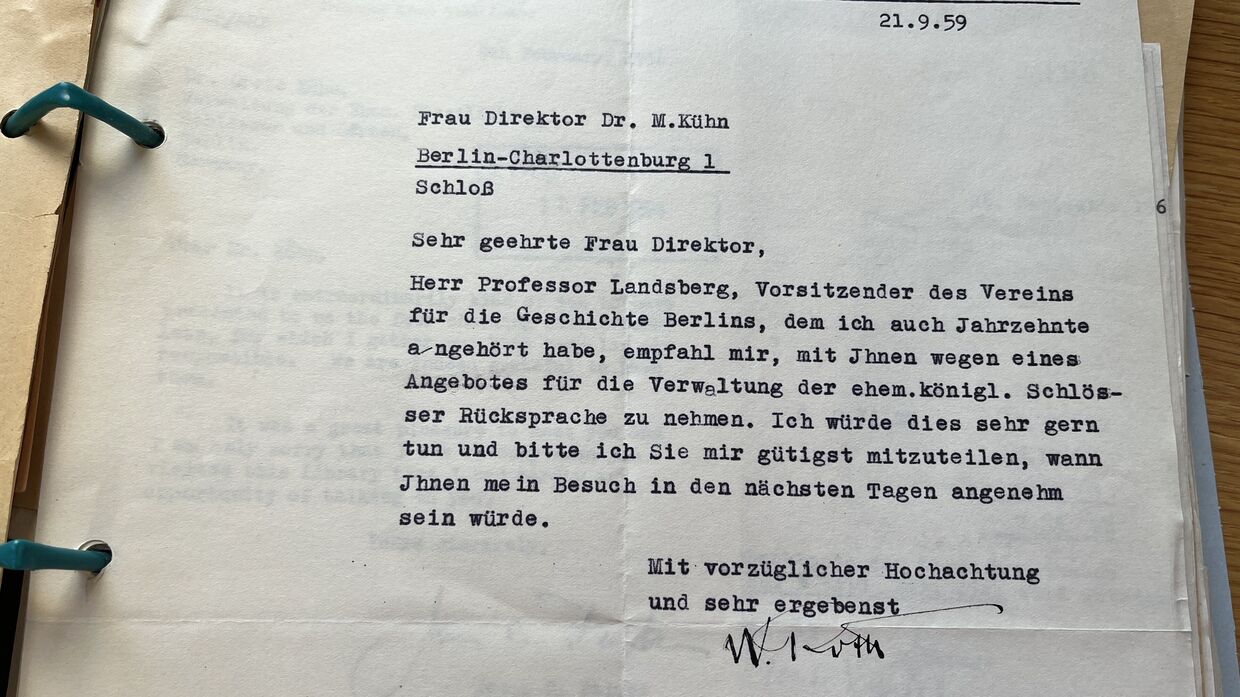 21.9.59
Frau Direktor Dr. M.Kühn
Berlin-Charlottenburg 1
Schloß
6
Sehr geehrte Frau Direktor,
Herr Professor Landsberg, Vorsitzender des Vereins
für die Geschichte Berlins, dem ich auch Jahrzehnte
angehört habe, empfahl mir, mit Jhnen wegen eines
Angebotes für die Verwaltung der ehem.königl. Schlös-
ser Rücksprache zu nehmen. Ich würde dies sehr gern
tun und bitte ich Sie mir gütigst mitzuteilen, wann
Jhnen mein Besuch in den nächsten Tagen angenehm
sein würde.
Mit vorzüglicher Hochachtung
und sehr ergebenst
W.